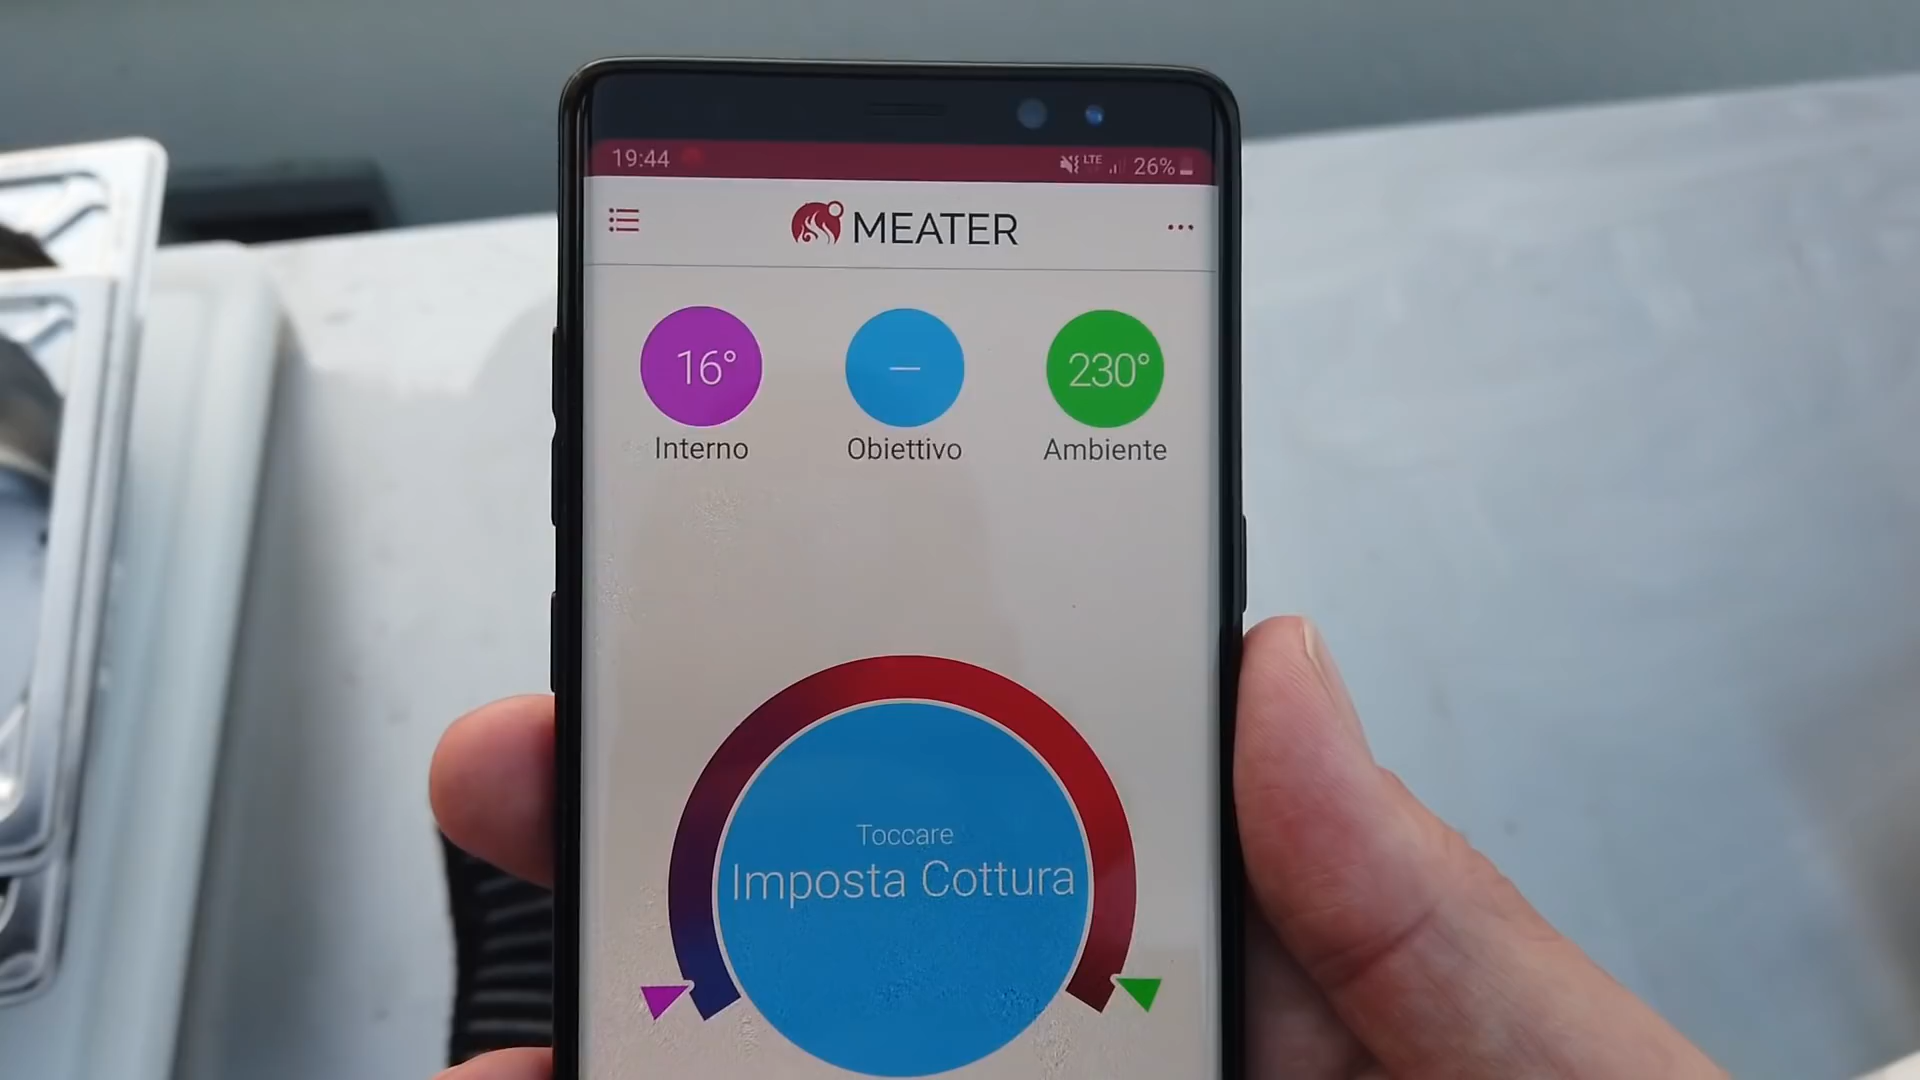 19:44 LTE 26%
MEATER
16° — 230°
Interno Obiettivo Ambiente
Toccare
Imposta Cottura